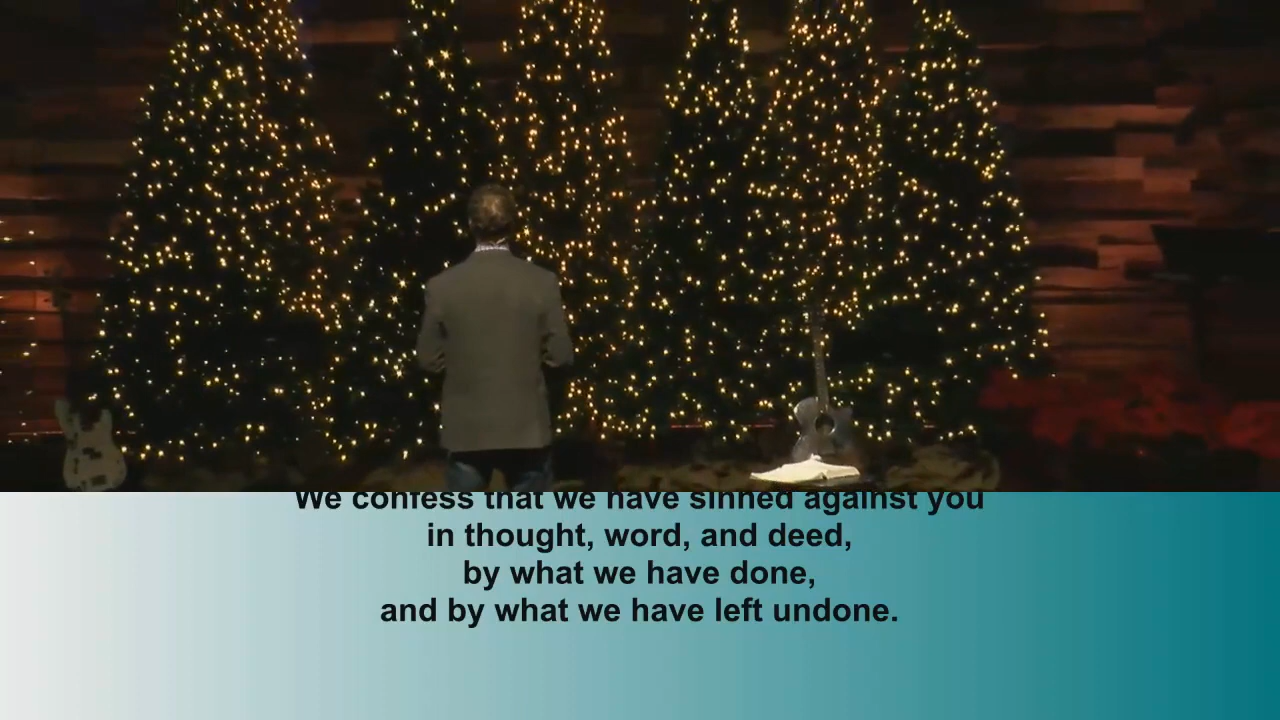 We confess that we have sinned against you
in thought, word, and deed,
by what we have done,
and by what we have left undone.